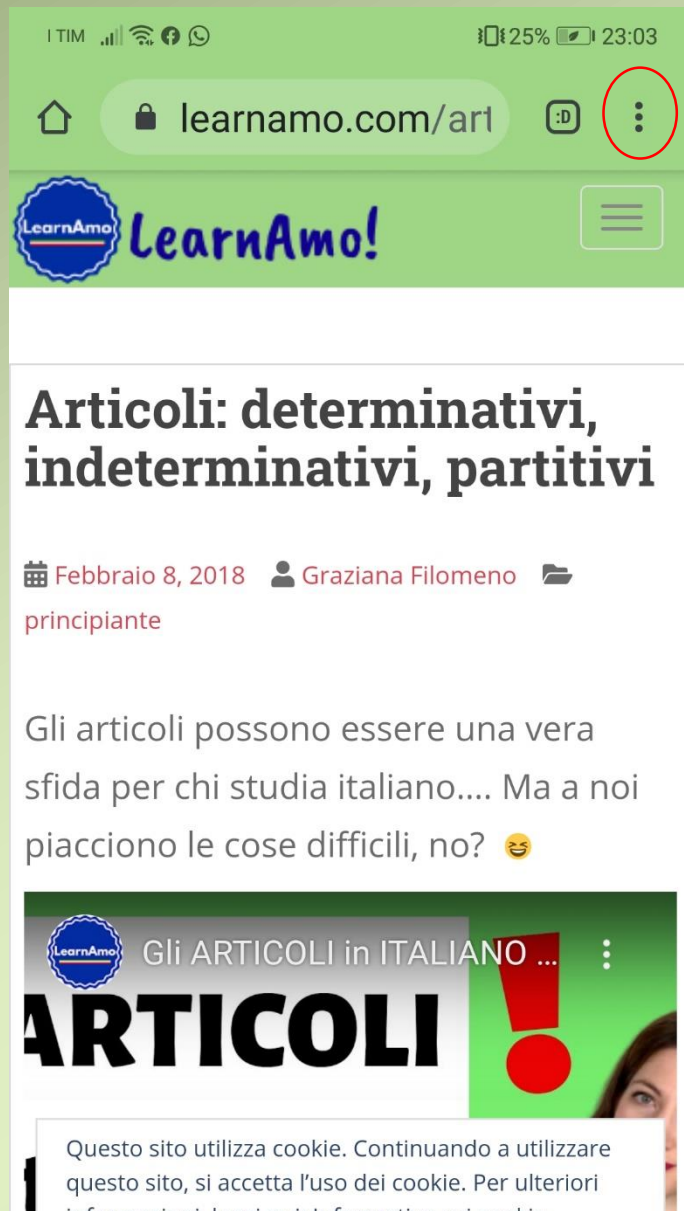 I TIM 25% 23:03
:D
learnamo.com/art
LearnAmo LearnAmo!
Articoli: determinativi,
indeterminativi, partitivi
Febbraio 8, 2018 Graziana Filomeno
principiante
Gli articoli possono essere una vera
sfida per chi studia italiano.... Ma a noi
piacciono le cose difficili, no?
LearnAmo Gli ARTICOLI in ITALIANO ...
ARTICOLI !
Questo sito utilizza cookie. Continuando a utilizzare
questo sito, si accetta l'uso dei cookie. Per ulteriori